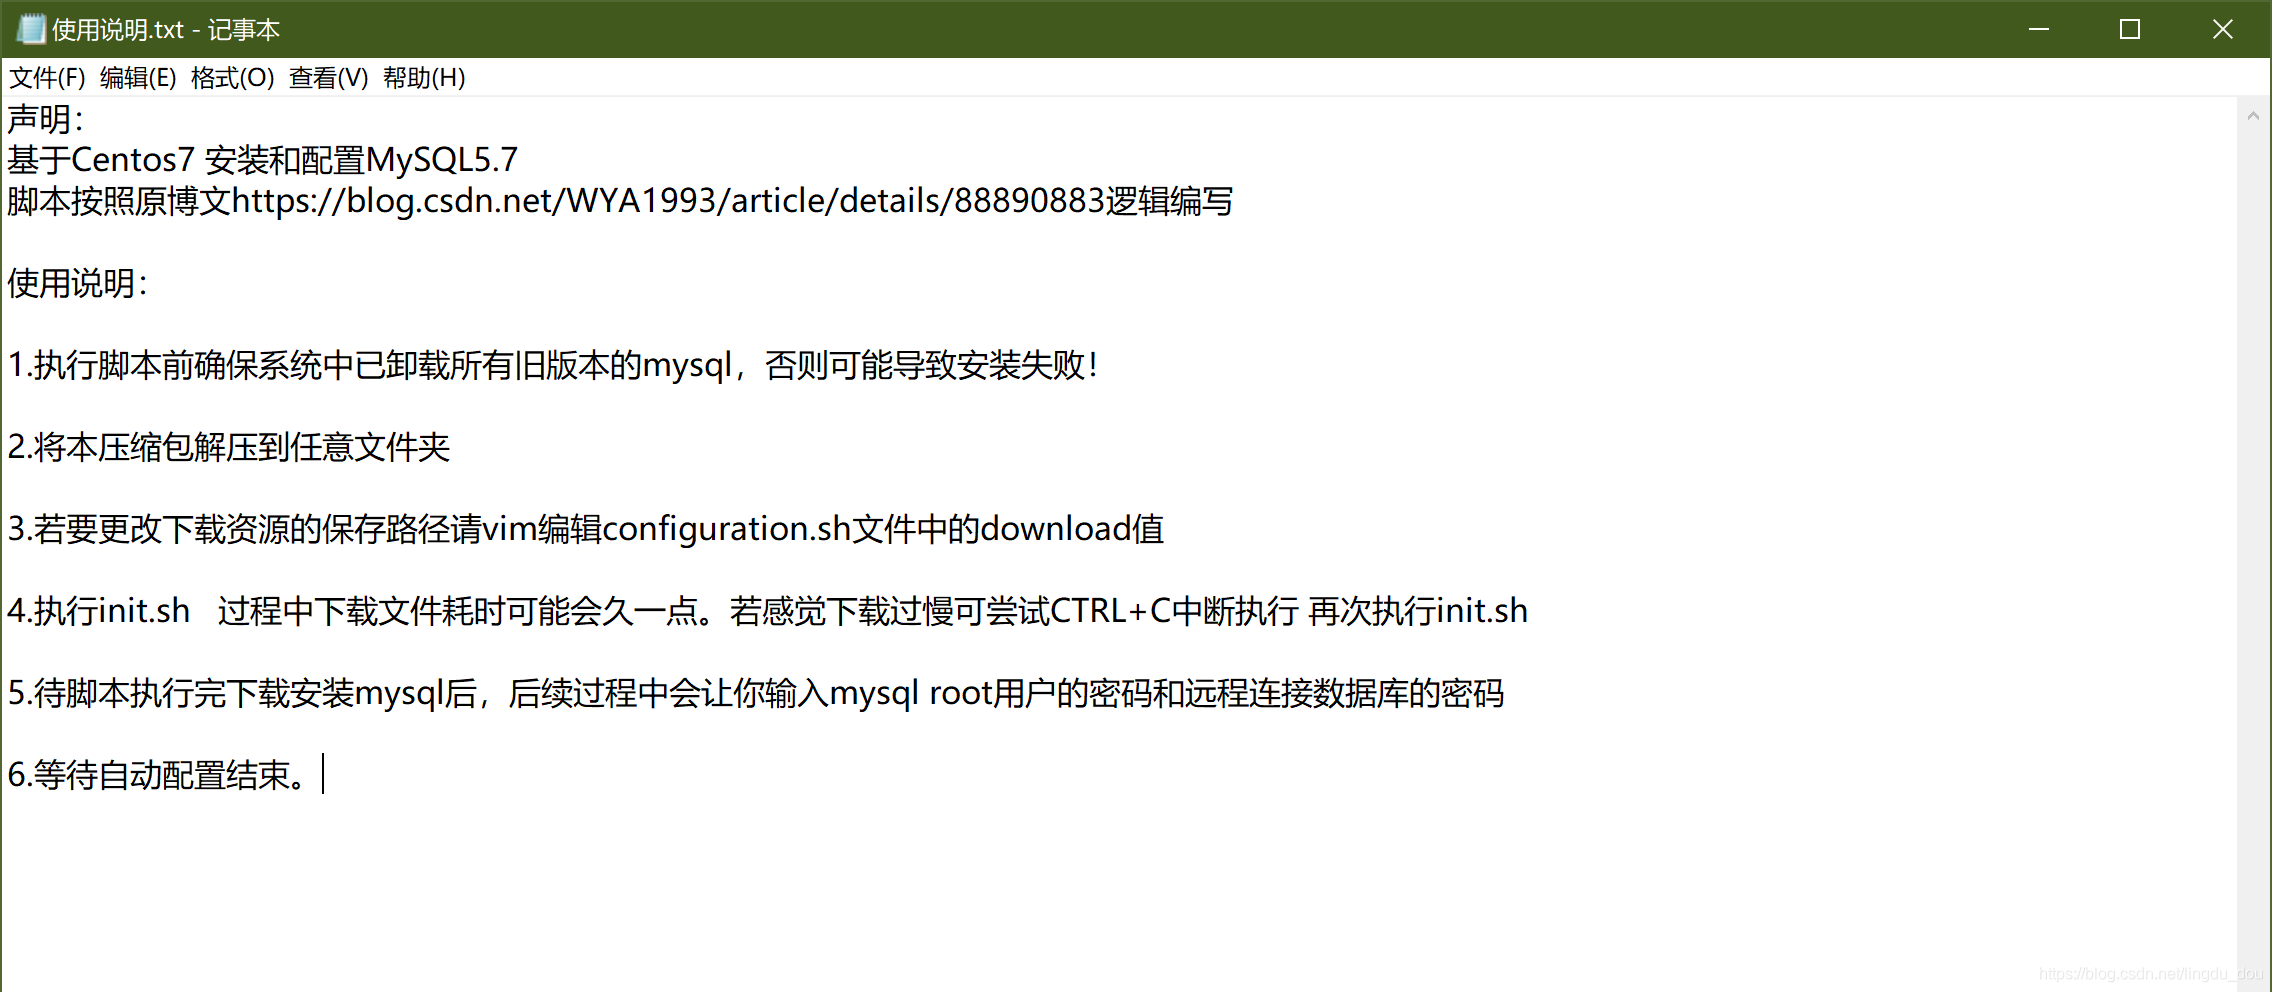 使用说明.txt - 记事本
文件(F) 编辑(E) 格式(O) 查看(V) 帮助(H)
声明：
基于Centos7 安装和配置MySQL5.7
脚本按照原博文https://blog.csdn.net/WYA1993/article/details/88890883逻辑编写
使用说明：
1.执行脚本前确保系统中已卸载所有旧版本的mysql，否则可能导致安装失败！
2.将本压缩包解压到任意文件夹
3.若要更改下载资源的保存路径请vim编辑configuration.sh文件中的download值
4.执行init.sh   过程中下载文件耗时可能会久一点。若感觉下载过慢可尝试CTRL+C中断执行 再次执行init.sh
5.待脚本执行完下载安装mysql后，后续过程中会让你输入mysql root用户的密码和远程连接数据库的密码
6.等待自动配置结束。
https://blog.csdn.net/lingdu_dou